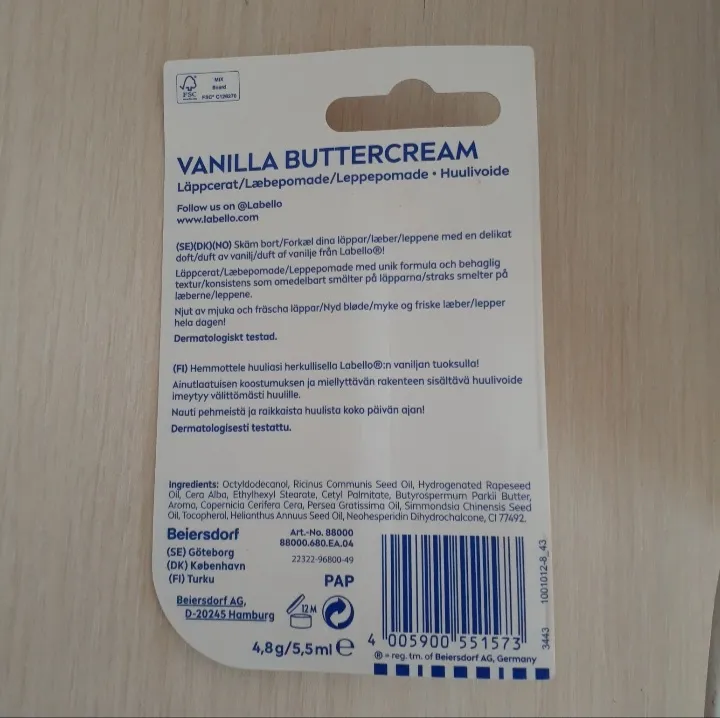 FSC
MIX
Board
FSC® C126270
VANILLA BUTTERCREAM
Läppcerat/Læbepomade/Leppepomade • Huulivoide
Follow us on @Labello
www.labello.com
(SE)(DK)(NO) Skäm bort/Forkæl dina läppar/læber/leppene med en delikat
doft/duft av vanilj/duft af vanilje från Labello®!
Läppcerat/Læbepomade/Leppepomade med unik formula och behaglig
textur/konsistens som omedelbart smälter på läpparna/straks smelter på
læberne/leppene.
Njut av mjuka och fräscha läppar/Nyd bløde/myke og friske læber/lepper
hela dagen!
Dermatologiskt testad.
(FI) Hemmottele huuliasi herkullisella Labello®:n vaniljan tuoksulla!
Ainutlaatuisen koostumuksen ja miellyttävän rakenteen sisältävä huulivoide
imeytyy välittömästi huulille.
Nauti pehmeistä ja raikkaista huulista koko päivän ajan!
Dermatologisesti testattu.
Ingredients: Octyldodecanol, Ricinus Communis Seed Oil, Hydrogenated Rapeseed
Oil, Cera Alba, Ethylhexyl Stearate, Cetyl Palmitate, Butyrospermum Parkii Butter,
Aroma, Copernicia Cerifera Cera, Persea Gratissima Oil, Simmondsia Chinensis Seed
Oil, Tocopherol, Helianthus Annuus Seed Oil, Neohesperidin Dihydrochalcone, CI 77492.
Beiersdorf
(SE) Göteborg
(DK) København
(FI) Turku
Beiersdorf AG,
D-20245 Hamburg
Art.-No. 88000
88000.680.EA.04
22322-96800-49
PAP
12 M
4,8g/5,5ml e
4 005900 551573
® = reg. tm. of Beiersdorf AG, Germany
3443 1001012-8_43